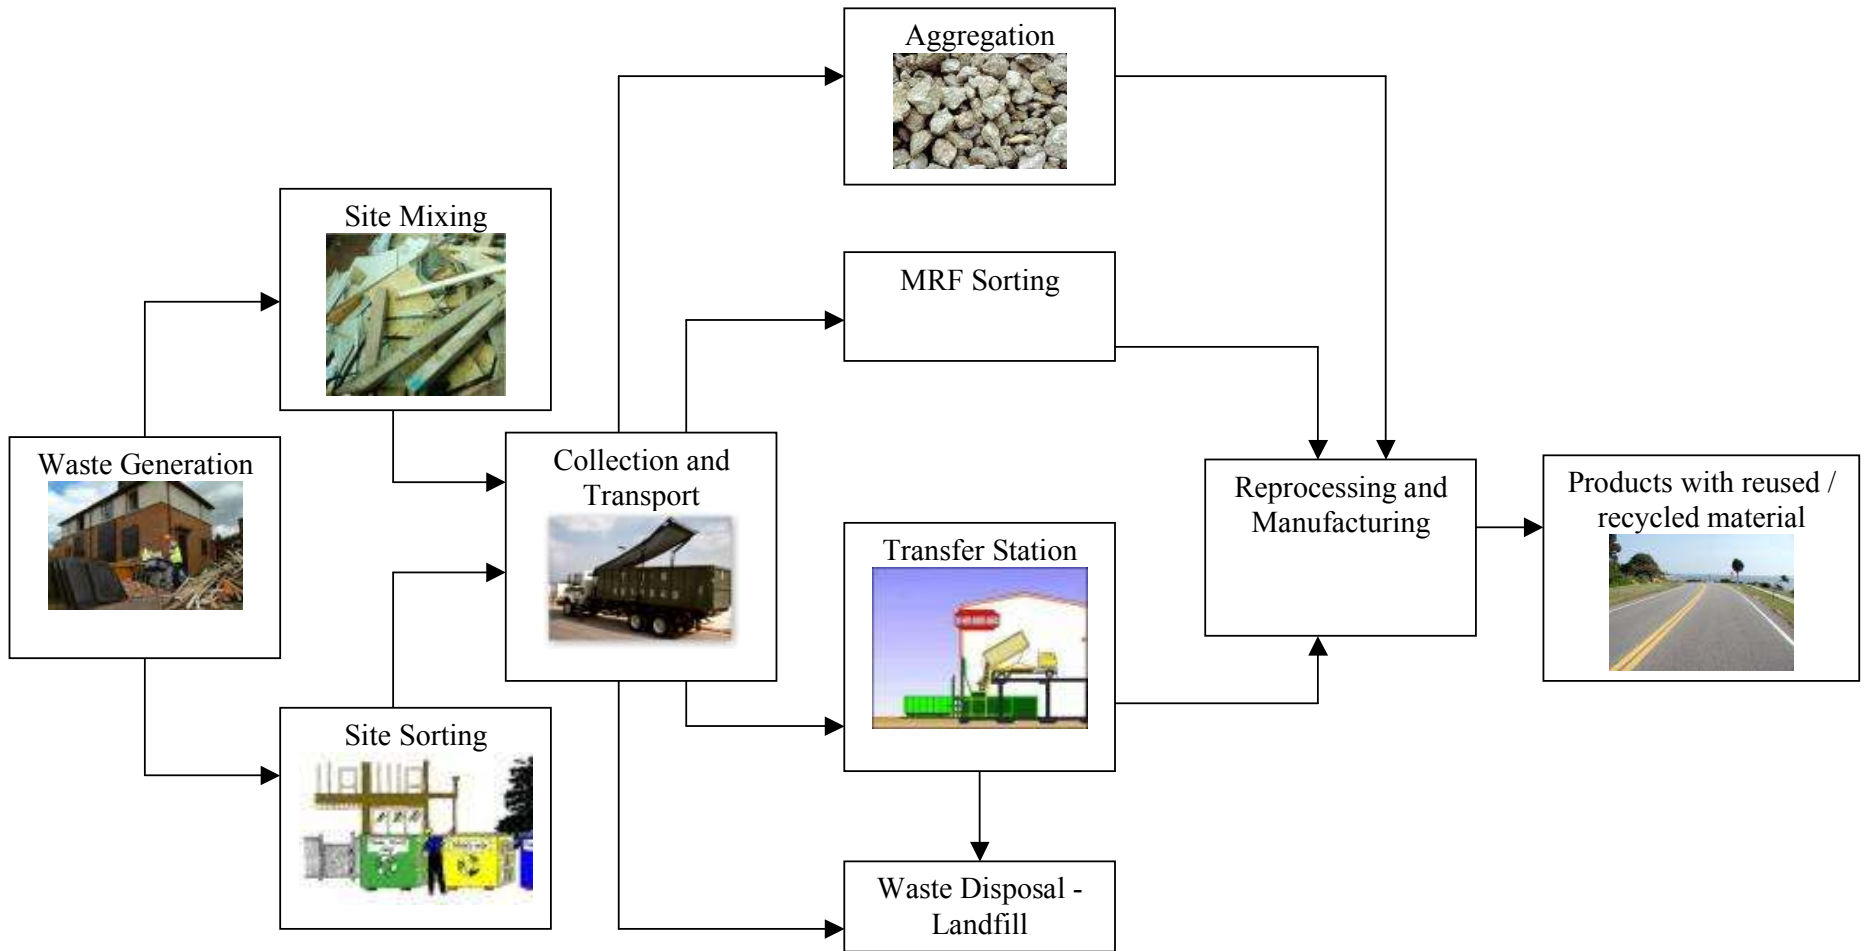 Aggregation
Site Mixing
MRF Sorting
Waste Generation
Collection and
Transport
Reprocessing and
Manufacturing
Products with reused /
recycled material
Transfer Station
Site Sorting
Waste Disposal -
Landfill